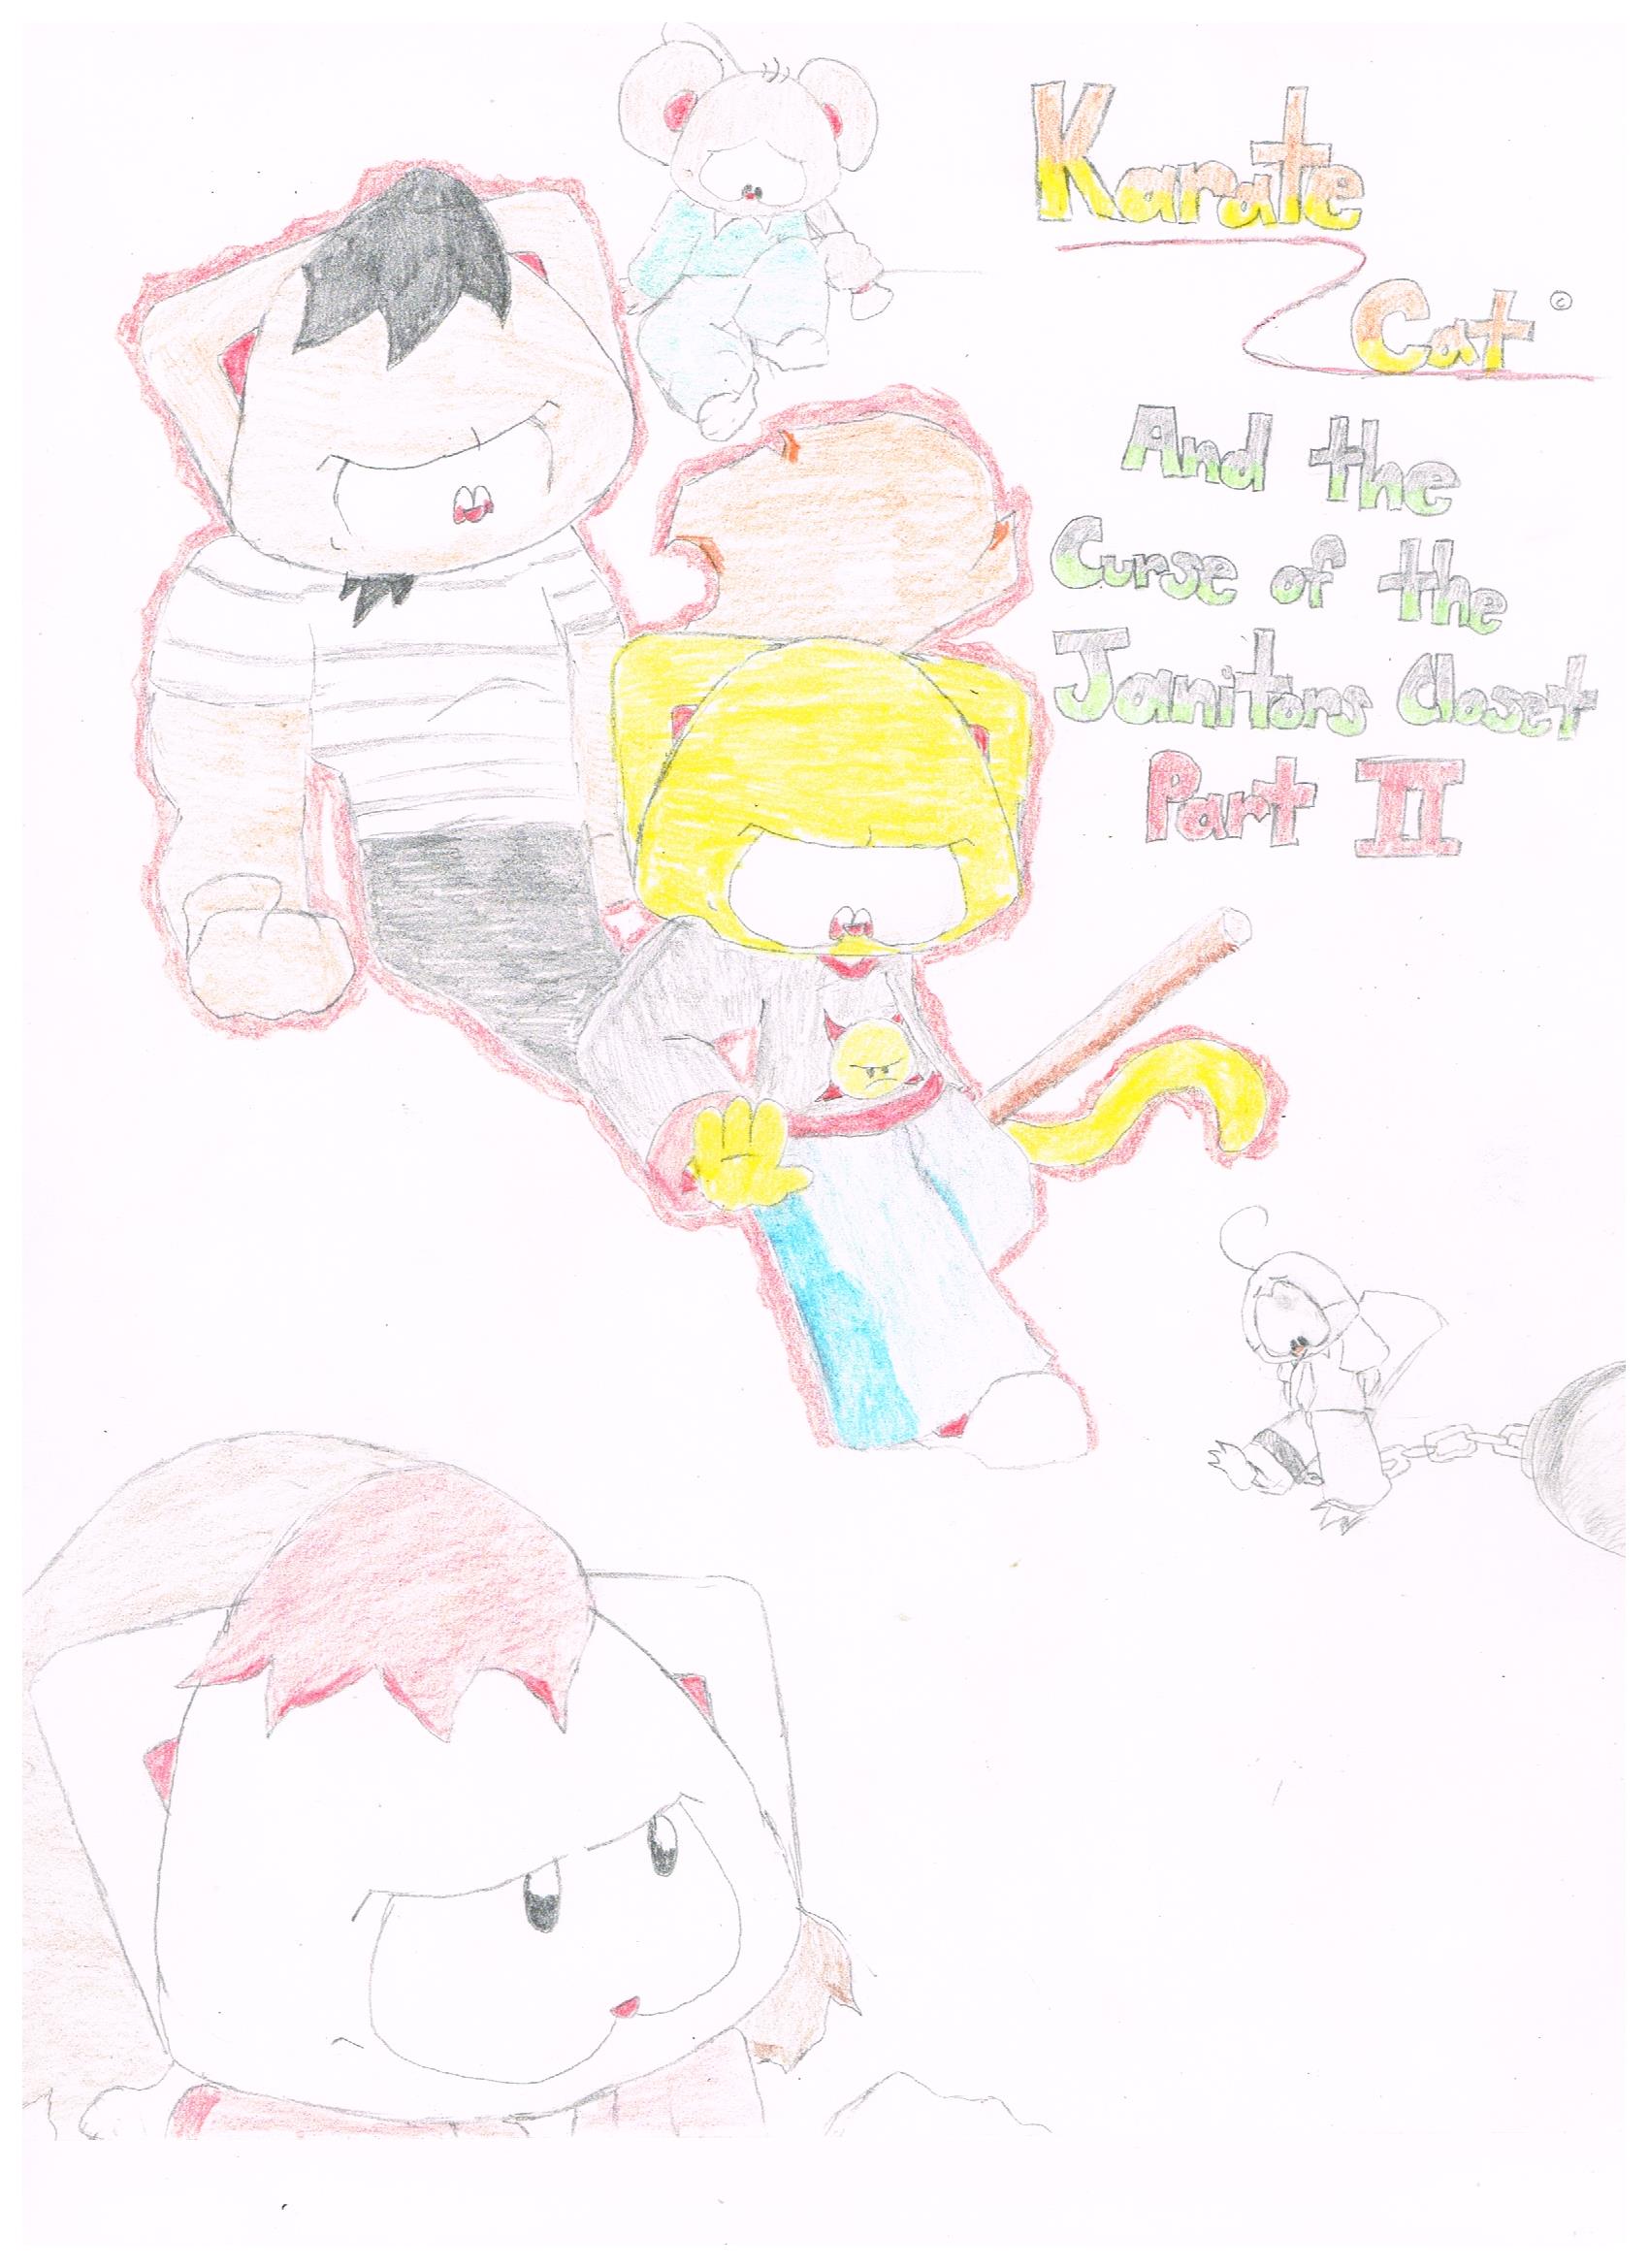 Karate
Cat ©
And the
Curse of the
Janitors Closet
Part II